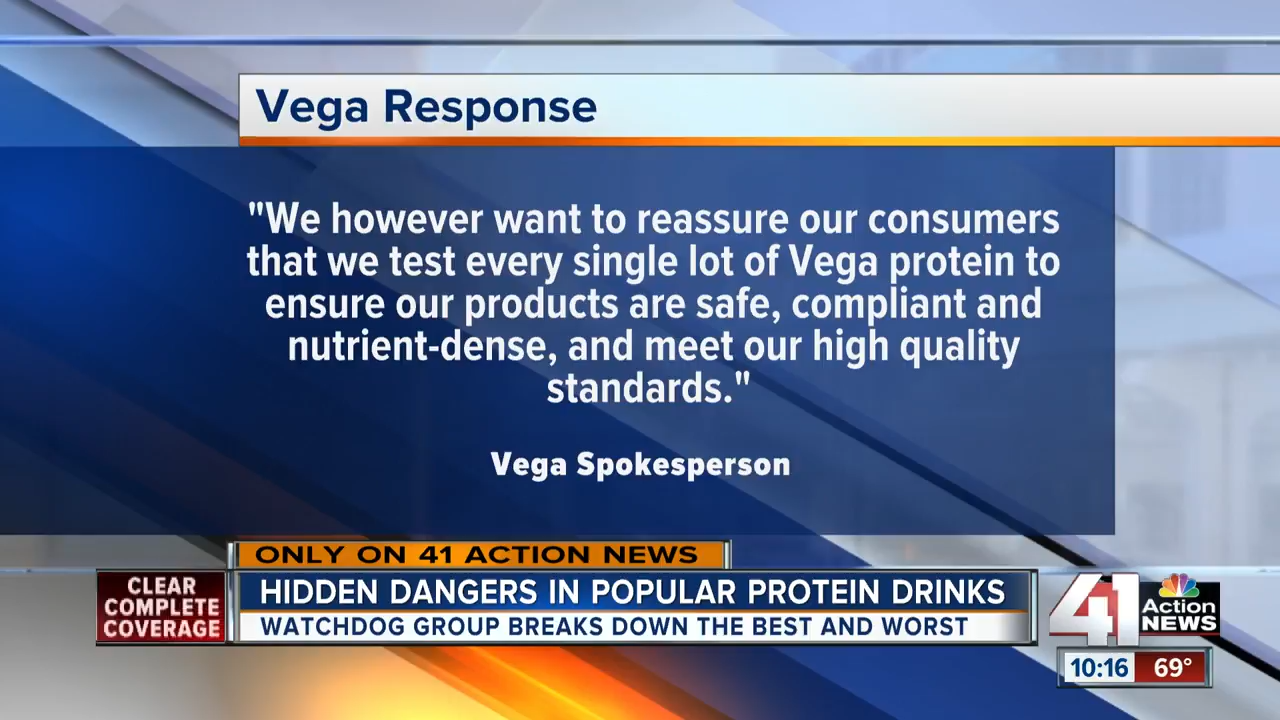 Vega Response
"We however want to reassure our consumers
that we test every single lot of Vega protein to
ensure our products are safe, compliant and
nutrient-dense, and meet our high quality
standards."
Vega Spokesperson
ONLY ON 41 ACTION NEWS
CLEAR
COMPLETE
COVERAGE
HIDDEN DANGERS IN POPULAR PROTEIN DRINKS
WATCHDOG GROUP BREAKS DOWN THE BEST AND WORST
41
Action
NEWS
10:16 69°